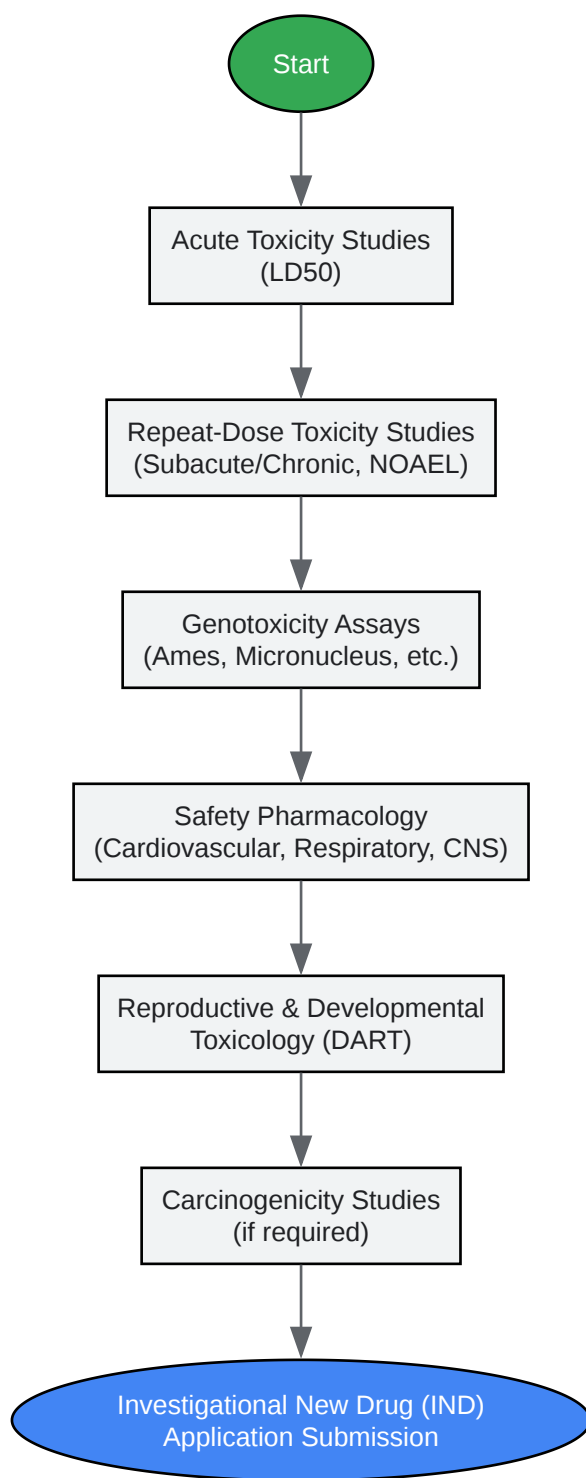 Start
Acute Toxicity Studies
(LD50)
Repeat-Dose Toxicity Studies
(Subacute/Chronic, NOAEL)
Genotoxicity Assays
(Ames, Micronucleus, etc.)
Safety Pharmacology
(Cardiovascular, Respiratory, CNS)
Reproductive & Developmental
Toxicology (DART)
Carcinogenicity Studies
(if required)
Investigational New Drug (IND)
Application Submission